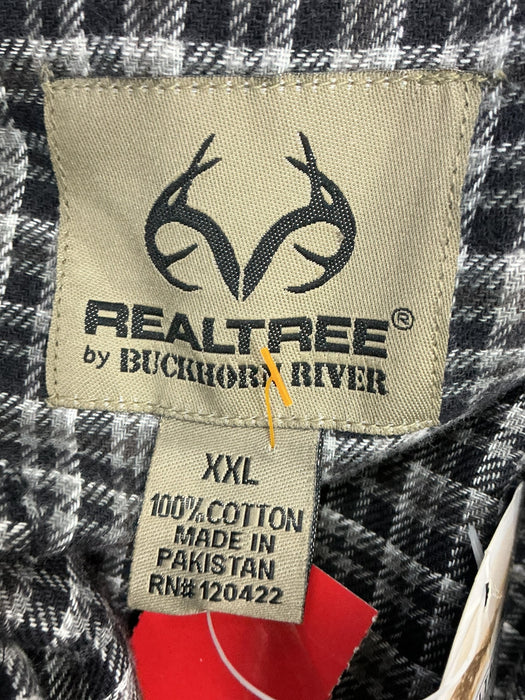 REALTREE®
by BUCKHORN RIVER
XXL
100% COTTON
MADE IN
PAKISTAN
RN#120422